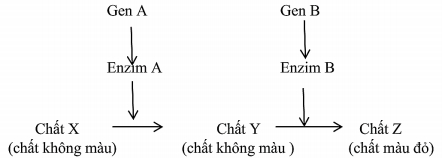 Gen A Gen B
Enzim A Enzim B
Chất X Chất Y Chất Z
(chất không màu) (chất không màu ) (chất màu đỏ)